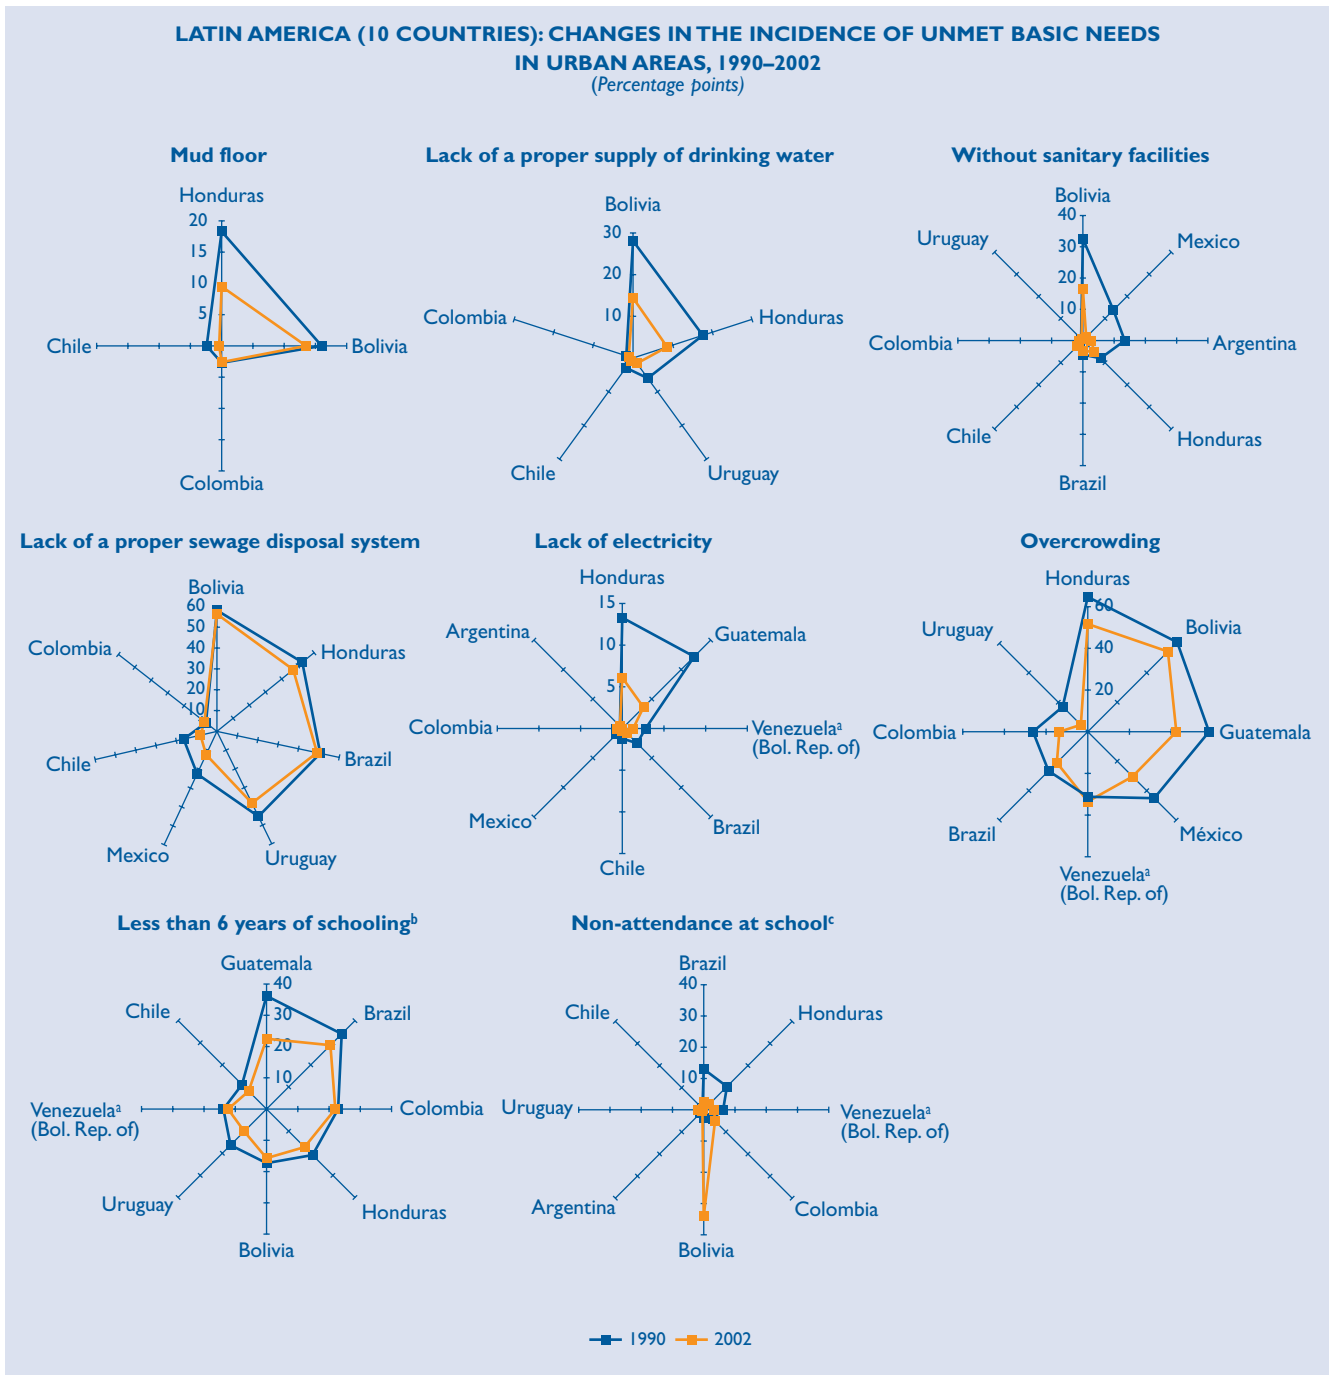 LATIN AMERICA (10 COUNTRIES): CHANGES IN THE INCIDENCE OF UNMET BASIC NEEDS
IN URBAN AREAS, 1990–2002
(Percentage points)
Mud floor
Honduras
20
15
10
5
Chile
Bolivia
Colombia
Lack of a proper supply of drinking water
Bolivia
30
20
10
Colombia
Honduras
Chile
Uruguay
Without sanitary facilities
Bolivia
40
30
20
10
Uruguay
Mexico
Colombia
Argentina
Chile
Honduras
Brazil
Lack of a proper sewage disposal system
Bolivia
60
50
40
30
20
10
Colombia
Honduras
Chile
Brazil
Mexico
Uruguay
Lack of electricity
Honduras
15
10
5
Argentina
Guatemala
Colombia
Venezuelaᵃ
(Bol. Rep. of)
Mexico
Brazil
Chile
Overcrowding
Honduras
60
40
20
Uruguay
Bolivia
Colombia
Guatemala
Brazil
México
Venezuelaᵃ
(Bol. Rep. of)
Less than 6 years of schoolingᵇ
Guatemala
40
30
20
10
Chile
Brazil
Venezuelaᵃ
(Bol. Rep. of)
Colombia
Uruguay
Honduras
Bolivia
Non-attendance at schoolᶜ
Brazil
40
30
20
10
Chile
Honduras
Uruguay
Venezuelaᵃ
(Bol. Rep. of)
Argentina
Colombia
Bolivia
1990 2002